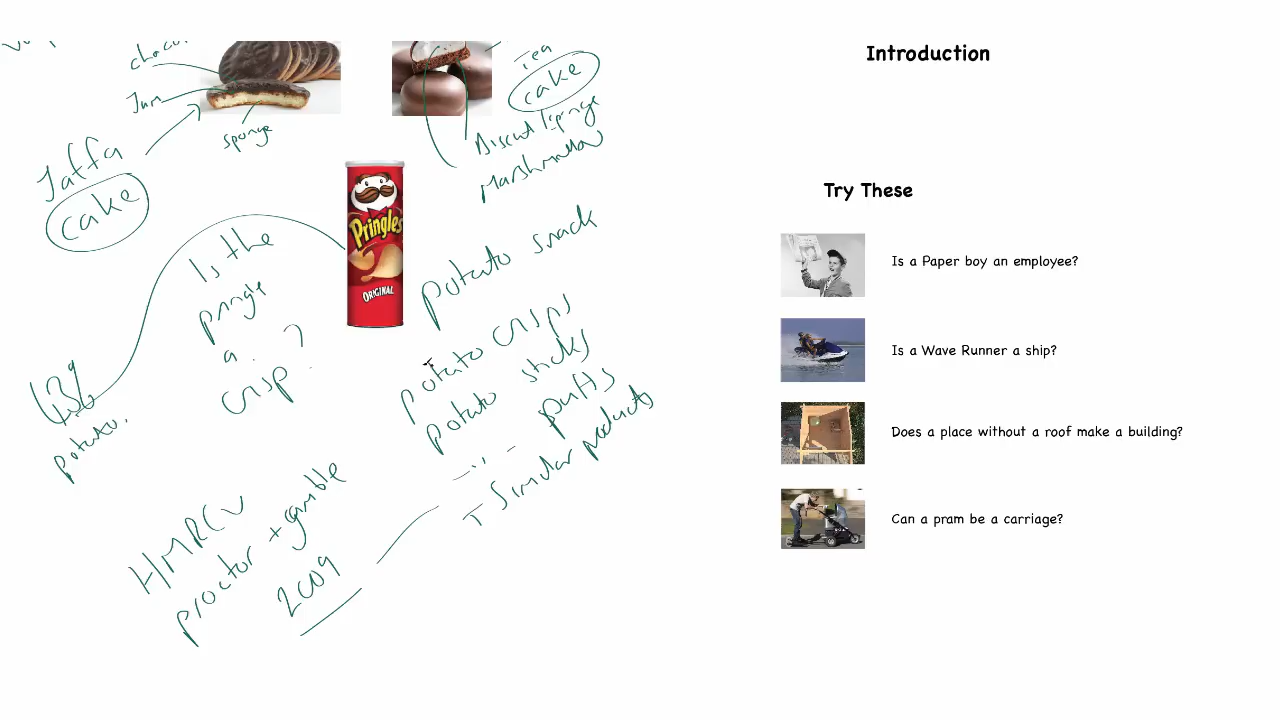 choco
Jam
sponge
Jaffa
cake
Tea
cake
Biscuit sponge
Marshmallow
Pringles
ORIGINAL
Is the
pringle
a ?
crisp
43%
potato.
potato snack
potato crisps
potato sticks
puffs
Similar products
HMRC v
proctor + gamble
2009
Introduction
Try These
Is a Paper boy an employee?
Is a Wave Runner a ship?
Does a place without a roof make a building?
Can a pram be a carriage?